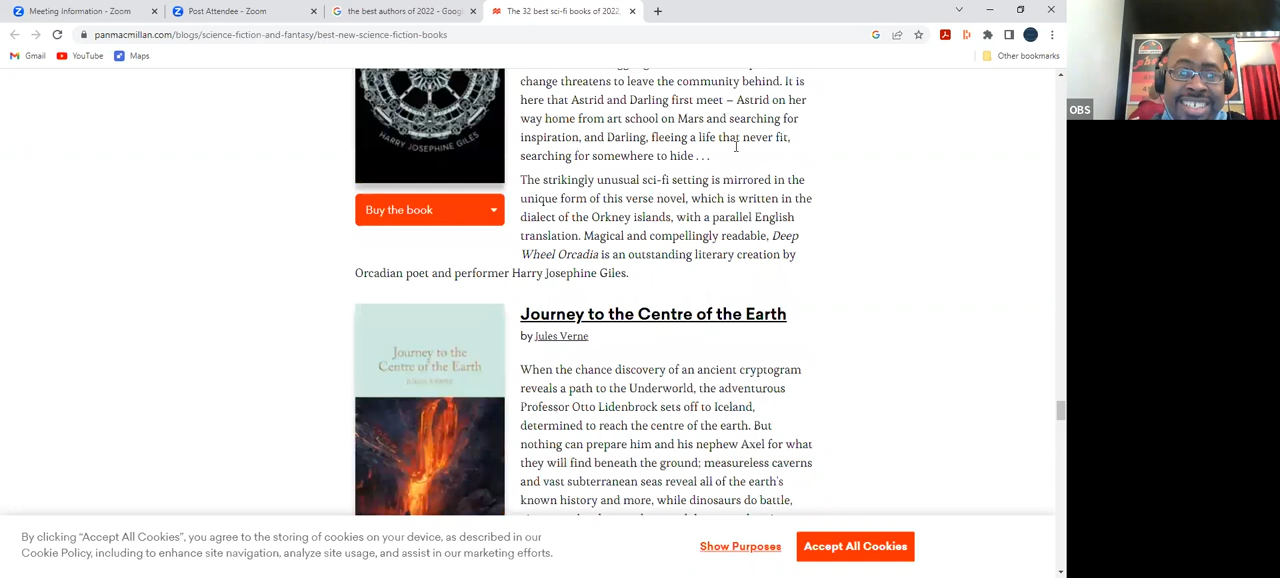 Meeting Information - Zoom
Post Attendee - Zoom
the best authors of 2022 - Goog
The 32 best sci-fi books of 2022,
panmacmillan.com/blogs/science-fiction-and-fantasy/best-new-science-fiction-books
Gmail YouTube Maps Other bookmarks
OBS
HARRY JOSEPHINE GILES
Buy the book
change threatens to leave the community behind. It is
here that Astrid and Darling first meet – Astrid on her
way home from art school on Mars and searching for
inspiration, and Darling, fleeing a life that never fit,
searching for somewhere to hide . . .
The strikingly unusual sci-fi setting is mirrored in the
unique form of this verse novel, which is written in the
dialect of the Orkney islands, with a parallel English
translation. Magical and compellingly readable, Deep
Wheel Orcadia is an outstanding literary creation by
Orcadian poet and performer Harry Josephine Giles.
Journey to the
Centre of the Earth
Journey to the Centre of the Earth
by Jules Verne
When the chance discovery of an ancient cryptogram
reveals a path to the Underworld, the adventurous
Professor Otto Lidenbrock sets off to Iceland,
determined to reach the centre of the earth. But
nothing can prepare him and his nephew Axel for what
they will find beneath the ground; measureless caverns
and vast subterranean seas reveal all of the earth's
known history and more, while dinosaurs do battle,
By clicking “Accept All Cookies”, you agree to the storing of cookies on your device, as described in our
Cookie Policy, including to enhance site navigation, analyze site usage, and assist in our marketing efforts.
Show Purposes
Accept All Cookies